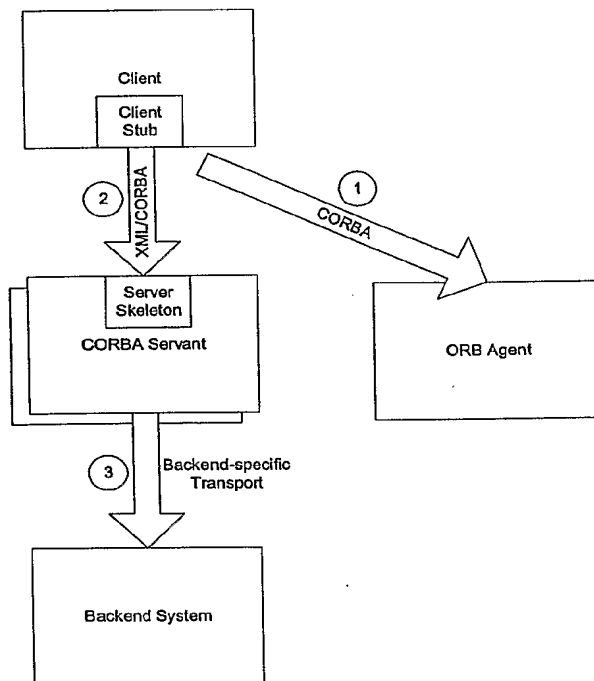 Client
Client
Stub
1
2
XML/CORBA
CORBA
Server
Skeleton
CORBA Servant
ORB Agent
3
Backend-specific
Transport
Backend System